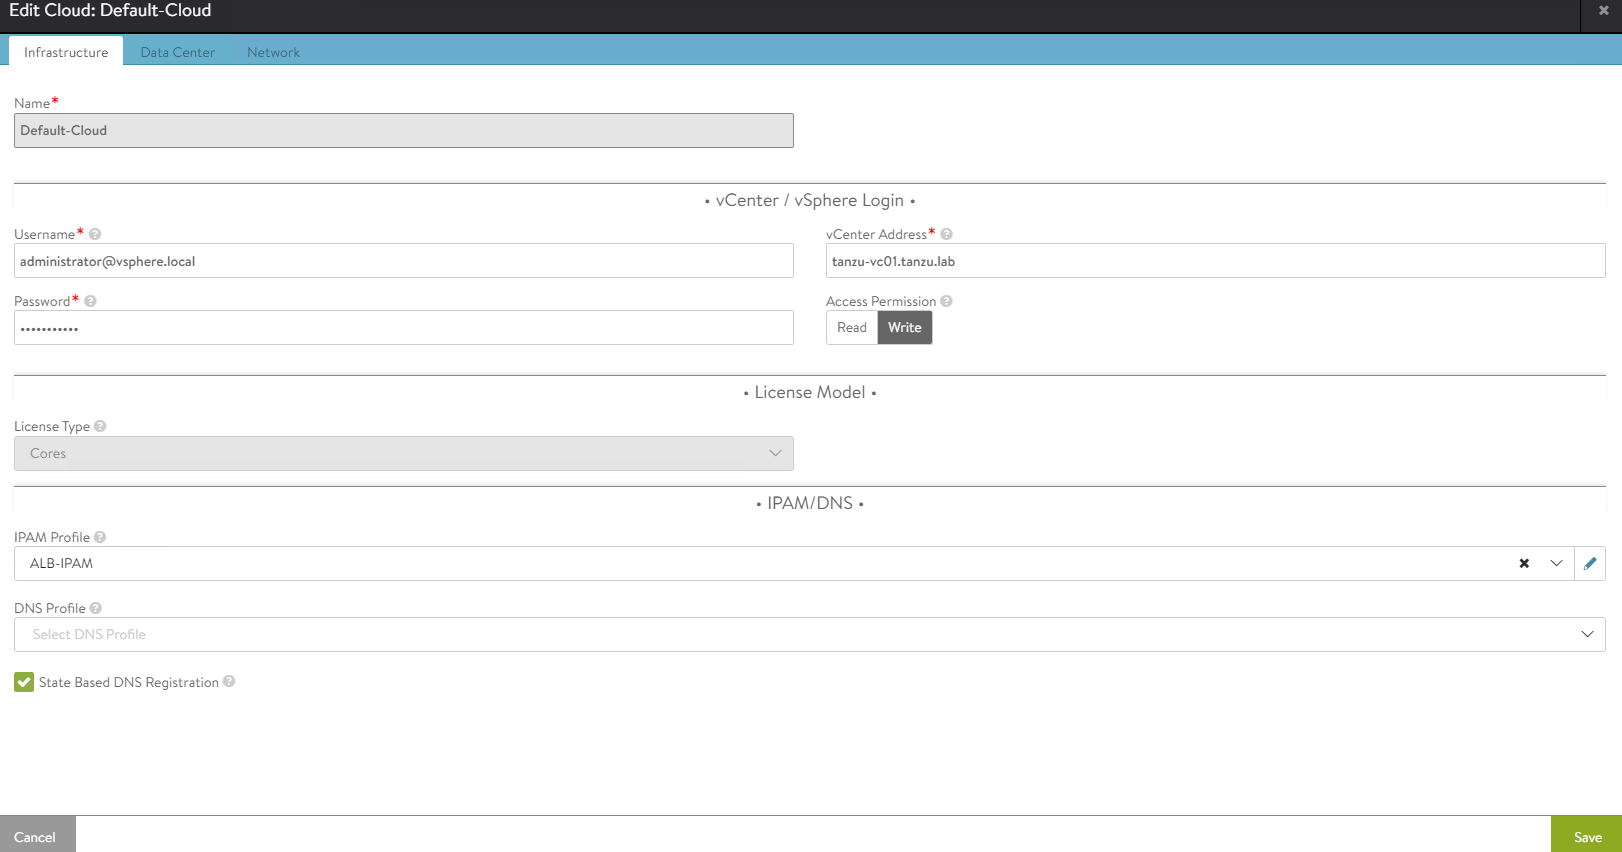 Edit Cloud: Default-Cloud
Infrastructure Data Center Network
Name*
Default-Cloud
• vCenter / vSphere Login •
Username* vCenter Address*
administrator@vsphere.local tanzu-vc01.tanzu.lab
Password* Access Permission
••••••••••• Read Write
• License Model •
License Type
Cores
• IPAM/DNS •
IPAM Profile
ALB-IPAM
DNS Profile
Select DNS Profile
State Based DNS Registration
Cancel Save